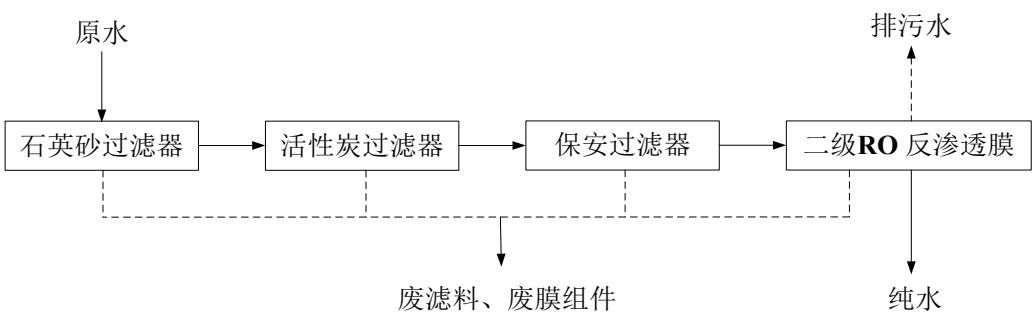 原水
排污水
石英砂过滤器
活性炭过滤器
保安过滤器
二级RO 反渗透膜
废滤料、废膜组件
纯水